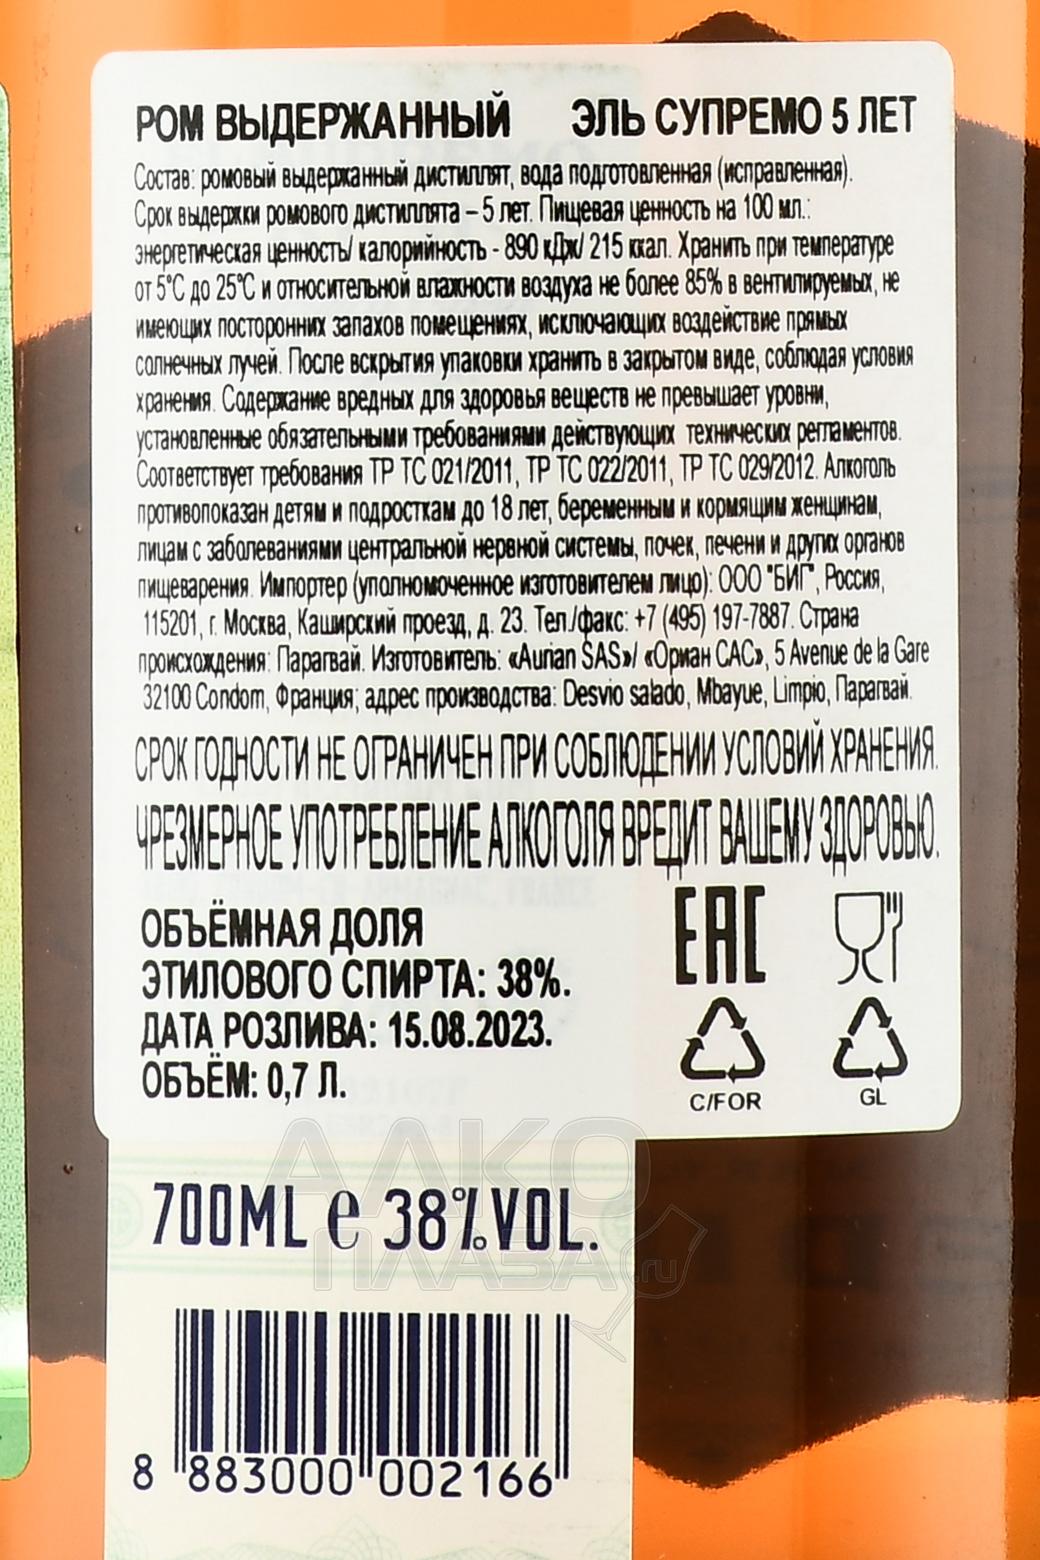 РОМ ВЫДЕРЖАННЫЙ ЭЛЬ СУПРЕМО 5 ЛЕТ
Состав: ромовый выдержанный дистиллят, вода подготовленная (исправленная).
Срок выдержки ромового дистиллята – 5 лет. Пищевая ценность на 100 мл.:
энергетическая ценность/ калорийность - 890 кДж/ 215 ккал. Хранить при температуре
от 5°С до 25°С и относительной влажности воздуха не более 85% в вентилируемых, не
имеющих посторонних запахов помещениях, исключающих воздействие прямых
солнечных лучей. После вскрытия упаковки хранить в закрытом виде, соблюдая условия
хранения. Содержание вредных для здоровья веществ не превышает уровни,
установленные обязательными требованиями действующих технических регламентов.
Соответствует требования ТР ТС 021/2011, ТР ТС 022/2011, ТР ТС 029/2012. Алкоголь
противопоказан детям и подросткам до 18 лет, беременным и кормящим женщинам,
лицам с заболеваниями центральной нервной системы, почек, печени и других органов
пищеварения. Импортер (уполномоченное изготовителем лицо): ООО "БИГ", Россия,
115201, г. Москва, Каширский проезд, д. 23. Тел./факс: +7 (495) 197-7887. Страна
происхождения: Парагвай. Изготовитель: «Aurian SAS»/ «Ориан САС», 5 Avenue de la Gare
32100 Condom, Франция; адрес производства: Desvio salado, Mbayue, Limpio, Парагвай.
СРОК ГОДНОСТИ НЕ ОГРАНИЧЕН ПРИ СОБЛЮДЕНИИ УСЛОВИЙ ХРАНЕНИЯ.
ЧРЕЗМЕРНОЕ УПОТРЕБЛЕНИЕ АЛКОГОЛЯ ВРЕДИТ ВАШЕМУ ЗДОРОВЬЮ.
ОБЪЁМНАЯ ДОЛЯ
ЭТИЛОВОГО СПИРТА: 38%.
ДАТА РОЗЛИВА: 15.08.2023.
ОБЪЁМ: 0,7 Л.
EAC
C/FOR GL
700ML e 38% VOL.
АЛКО
ПЛАЗА.ru
8 883000 002166